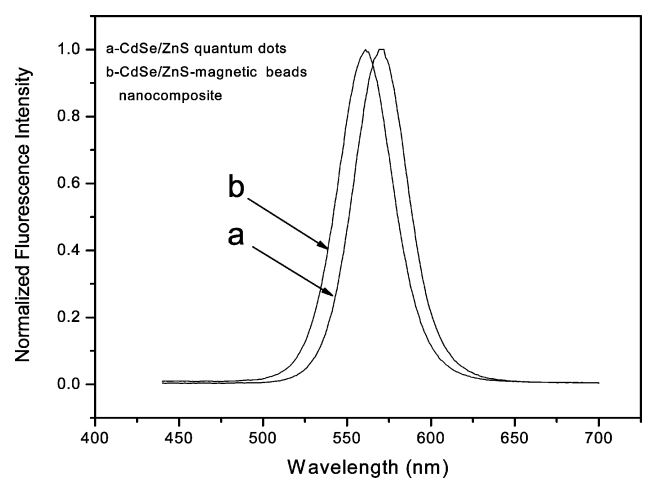 a-CdSe/ZnS quantum dots
b-CdSe/ZnS-magnetic beads
nanocomposite
b
a
Normalized Fluorescence Intensity
1.0
0.8
0.6
0.4
0.2
0.0
400 450 500 550 600 650 700
Wavelength (nm)